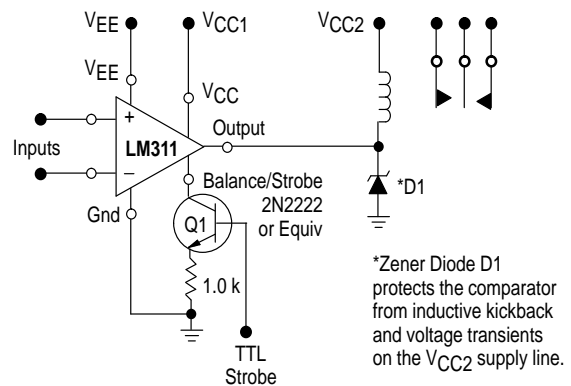 VEE
VCC1
VCC2
VEE
VCC
+
Output
Inputs
LM311
–
Balance/Strobe
2N2222
or Equiv
*D1
Gnd
Q1
1.0 k
TTL
Strobe
*Zener Diode D1
protects the comparator
from inductive kickback
and voltage transients
on the VCC2 supply line.